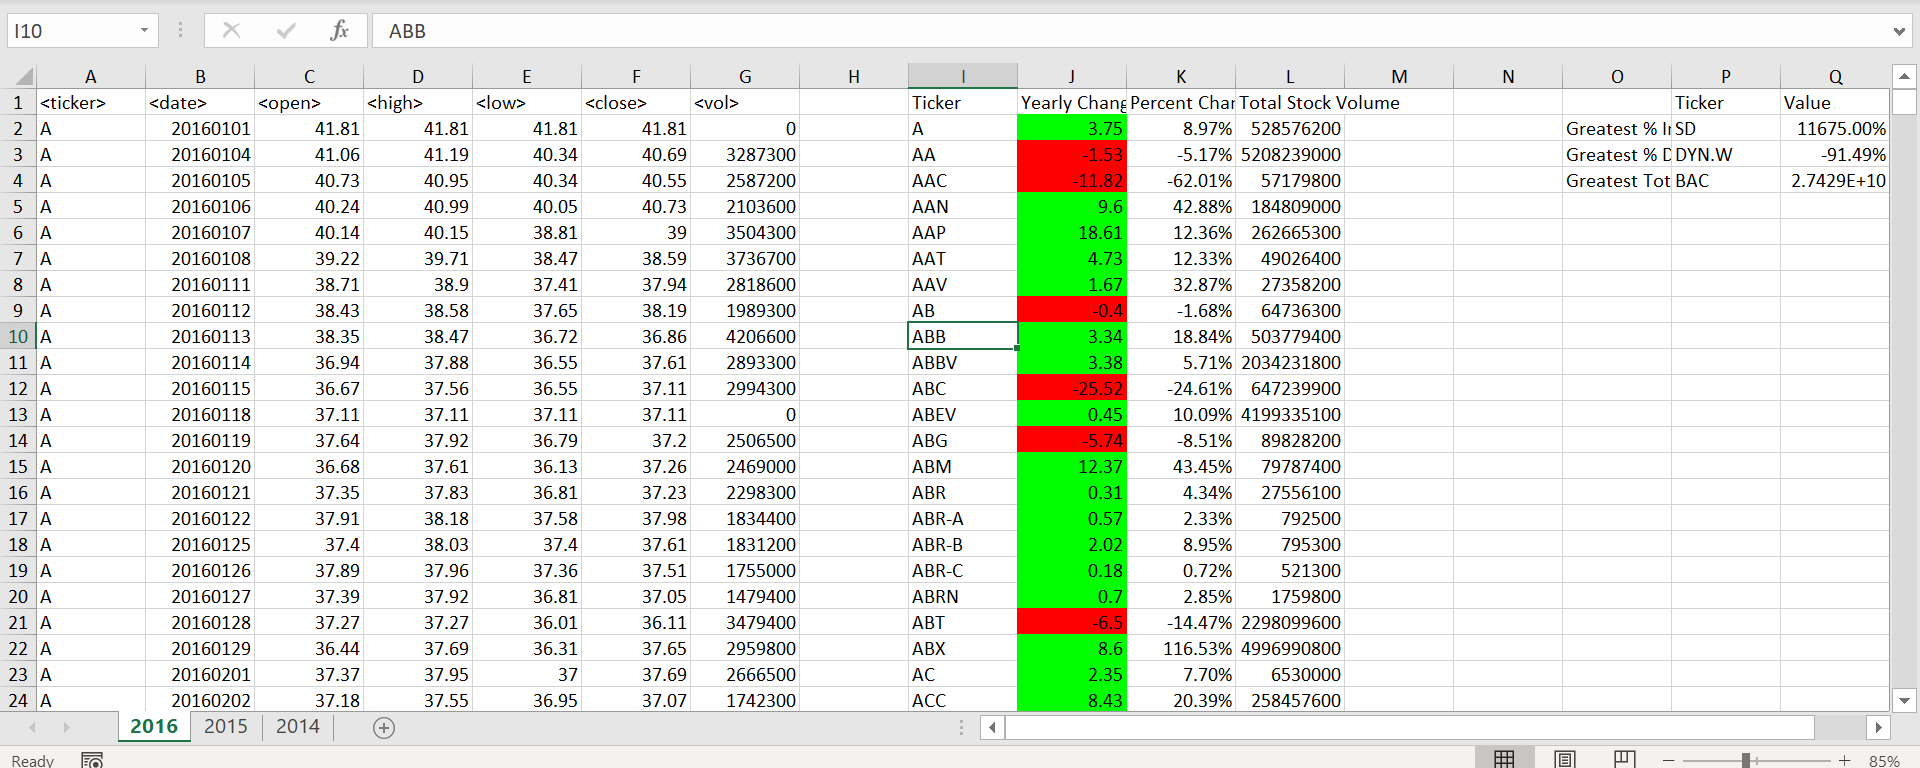 I10 fx ABB
A B C D E F G H I J K L M N O P Q
1 <ticker> <date> <open> <high> <low> <close> <vol> Ticker Yearly Chang Percent Char Total Stock Volume Ticker Value
2 A 20160101 41.81 41.81 41.81 41.81 0 A 3.75 8.97% 528576200 Greatest % I SD 11675.00%
3 A 20160104 41.06 41.19 40.34 40.69 3287300 AA -1.53 -5.17% 5208239000 Greatest % D DYN.W -91.49%
4 A 20160105 40.73 40.95 40.34 40.55 2587200 AAC -11.82 -62.01% 57179800 Greatest Tot BAC 2.7429E+10
5 A 20160106 40.24 40.99 40.05 40.73 2103600 AAN 9.6 42.88% 184809000
6 A 20160107 40.14 40.15 38.81 39 3504300 AAP 18.61 12.36% 262665300
7 A 20160108 39.22 39.71 38.47 38.59 3736700 AAT 4.73 12.33% 49026400
8 A 20160111 38.71 38.9 37.41 37.94 2818600 AAV 1.67 32.87% 27358200
9 A 20160112 38.43 38.58 37.65 38.19 1989300 AB -0.4 -1.68% 64736300
10 A 20160113 38.35 38.47 36.72 36.86 4206600 ABB 3.34 18.84% 503779400
11 A 20160114 36.94 37.88 36.55 37.61 2893300 ABBV 3.38 5.71% 2034231800
12 A 20160115 36.67 37.56 36.55 37.11 2994300 ABC -25.52 -24.61% 647239900
13 A 20160118 37.11 37.11 37.11 37.11 0 ABEV 0.45 10.09% 4199335100
14 A 20160119 37.64 37.92 36.79 37.2 2506500 ABG -5.74 -8.51% 89828200
15 A 20160120 36.68 37.61 36.13 37.26 2469000 ABM 12.37 43.45% 79787400
16 A 20160121 37.35 37.83 36.81 37.23 2298300 ABR 0.31 4.34% 27556100
17 A 20160122 37.91 38.18 37.58 37.98 1834400 ABR-A 0.57 2.33% 792500
18 A 20160125 37.4 38.03 37.4 37.61 1831200 ABR-B 2.02 8.95% 795300
19 A 20160126 37.89 37.96 37.36 37.51 1755000 ABR-C 0.18 0.72% 521300
20 A 20160127 37.39 37.92 36.81 37.05 1479400 ABRN 0.7 2.85% 1759800
21 A 20160128 37.27 37.27 36.01 36.11 3479400 ABT -6.5 -14.47% 2298099600
22 A 20160129 36.44 37.69 36.31 37.65 2959800 ABX 8.6 116.53% 4996990800
23 A 20160201 37.37 37.95 37 37.69 2666500 AC 2.35 7.70% 6530000
24 A 20160202 37.18 37.55 36.95 37.07 1742300 ACC 8.43 20.39% 258457600
2016 2015 2014
Ready 85%